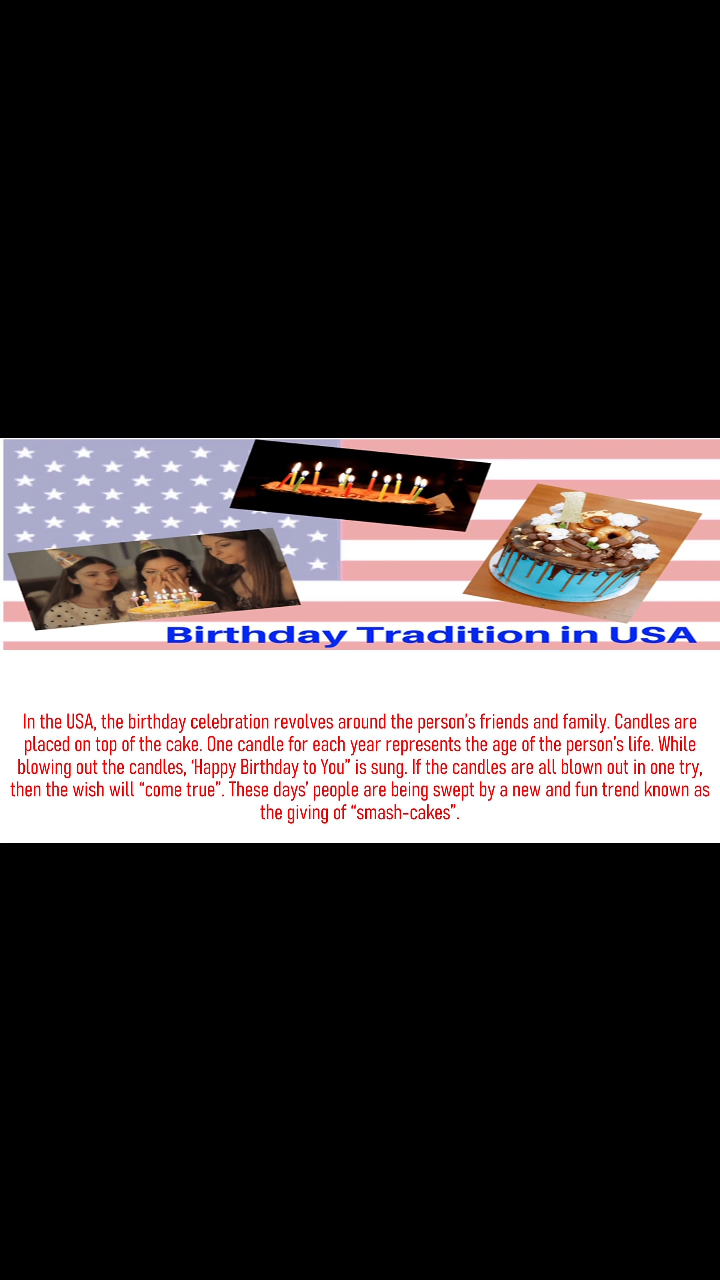 Birthday Tradition in USA
In the USA, the birthday celebration revolves around the person's friends and family. Candles are
placed on top of the cake. One candle for each year represents the age of the person's life. While
blowing out the candles, 'Happy Birthday to You" is sung. If the candles are all blown out in one try,
then the wish will "come true". These days' people are being swept by a new and fun trend known as
the giving of "smash-cakes".